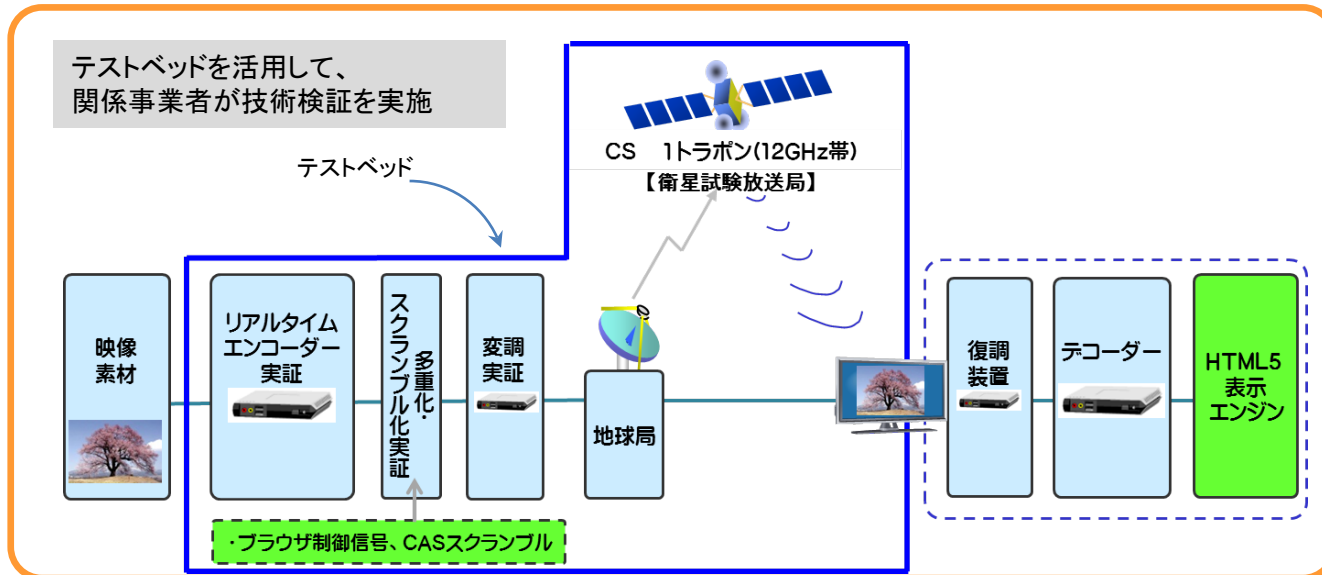 テストベッドを活用して、
関係事業者が技術検証を実施
テストベッド
CS 1トラポン(12GHz帯)
【衛星試験放送局】
映像
素材
リアルタイム
エンコーダー
実証
多重化・
スクランブル化実証
変調
実証
地球局
復調
装置
デコーダー
HTML5
表示
エンジン
・ブラウザ制御信号、CASスクランブル